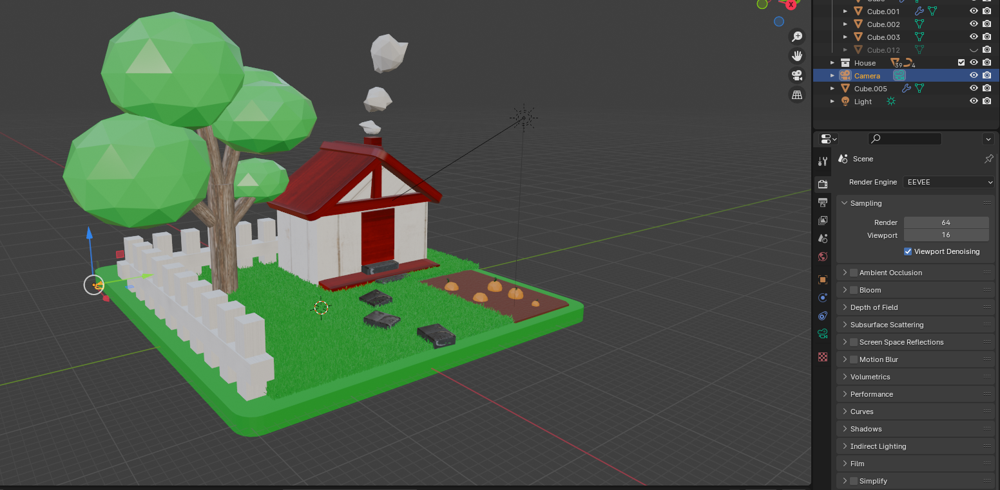 X
Cube.001
Cube.002
Cube.003
Cube.012
House 39 4
Camera
Cube.005
Light
Scene
Render Engine EEVEE
Sampling
Render 64
Viewport 16
Viewport Denoising
Ambient Occlusion
Bloom
Depth of Field
Subsurface Scattering
Screen Space Reflections
Motion Blur
Volumetrics
Performance
Curves
Shadows
Indirect Lighting
Film
Simplify